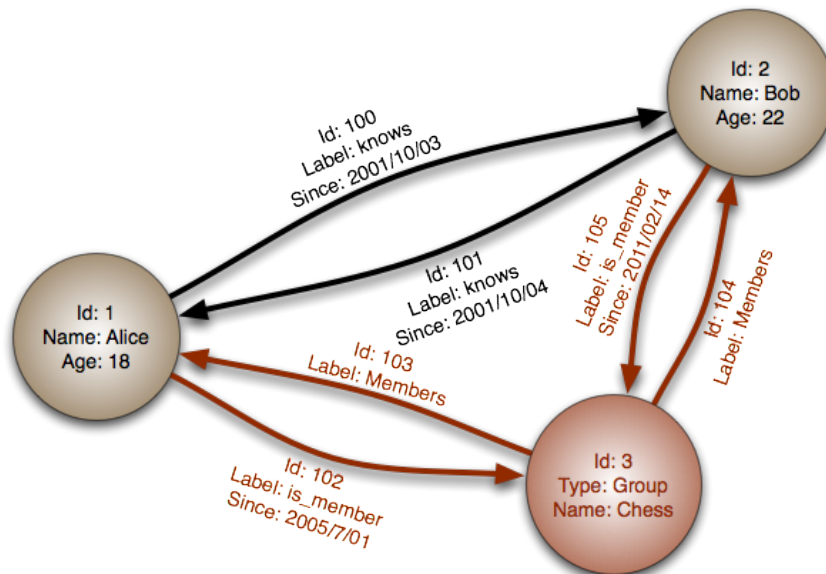 Id: 2
Name: Bob
Age: 22
Id: 100
Label: knows
Since: 2001/10/03
Id: 101
Label: knows
Since: 2001/10/04
Id: 105
Label: is_member
Since: 2011/02/14
Id: 104
Label: Members
Id: 1
Name: Alice
Age: 18
Id: 103
Label: Members
Id: 102
Label: is_member
Since: 2005/7/01
Id: 3
Type: Group
Name: Chess